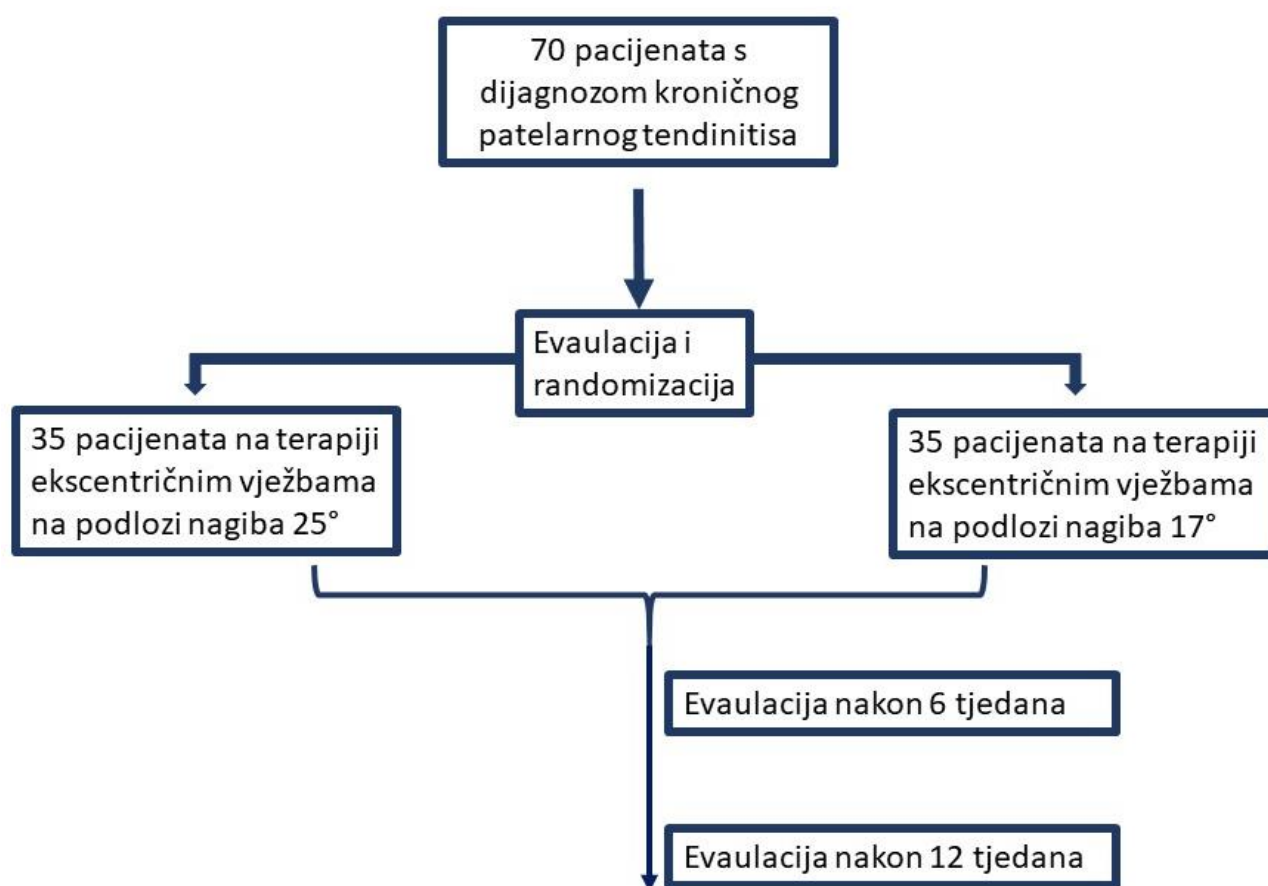 70 pacijenata s
dijagnozom kroničnog
patelarnog tendinitisa
Evaulacija i
randomizacija
35 pacijenata na terapiji
ekscentričnim vježbama
na podlozi nagiba 25°
35 pacijenata na terapiji
ekscentričnim vježbama
na podlozi nagiba 17°
Evaulacija nakon 6 tjedana
Evaulacija nakon 12 tjedana